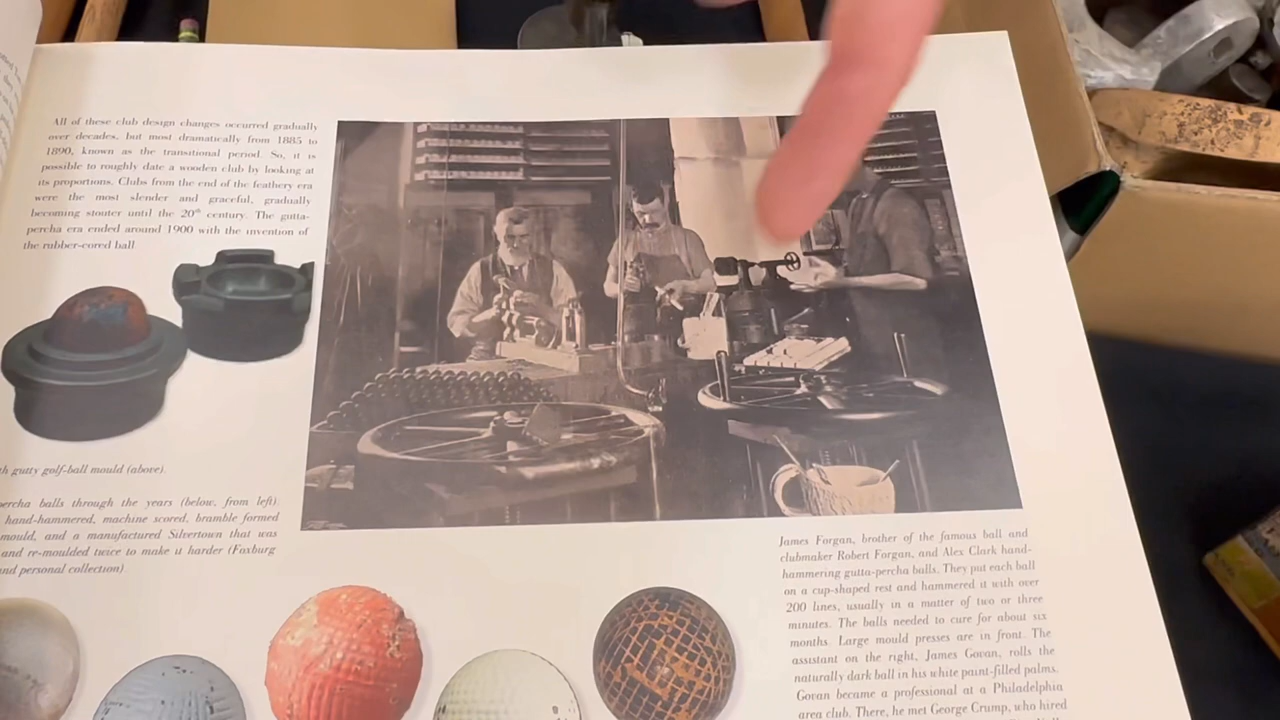 All of these club design changes occurred gradually
over decades, but most dramatically from 1885 to
1890, known as the transitional period. So, it is
possible to roughly date a wooden club by looking at
its proportions. Clubs from the end of the feathery era
were the most slender and graceful, gradually
becoming stouter until the 20th century. The gutta-
percha era ended around 1900 with the invention of
the rubber-cored ball.
gutty golf-ball mould (above).
percha balls through the years (below, from left):
hand-hammered, machine scored, bramble formed
mould, and a manufactured Silvertown that was
and re-moulded twice to make it harder (Foxburg
and personal collection)
James Forgan, brother of the famous ball and
clubmaker Robert Forgan, and Alex Clark hand-
hammering gutta-percha balls. They put each ball
on a cup-shaped rest and hammered it with over
200 lines, usually in a matter of two or three
minutes. The balls needed to cure for about six
months. Large mould presses are in front. The
assistant on the right, James Govan, rolls the
naturally dark ball in his white paint-filled palms.
Govan became a professional at a Philadelphia
area club. There, he met George Crump, who hired